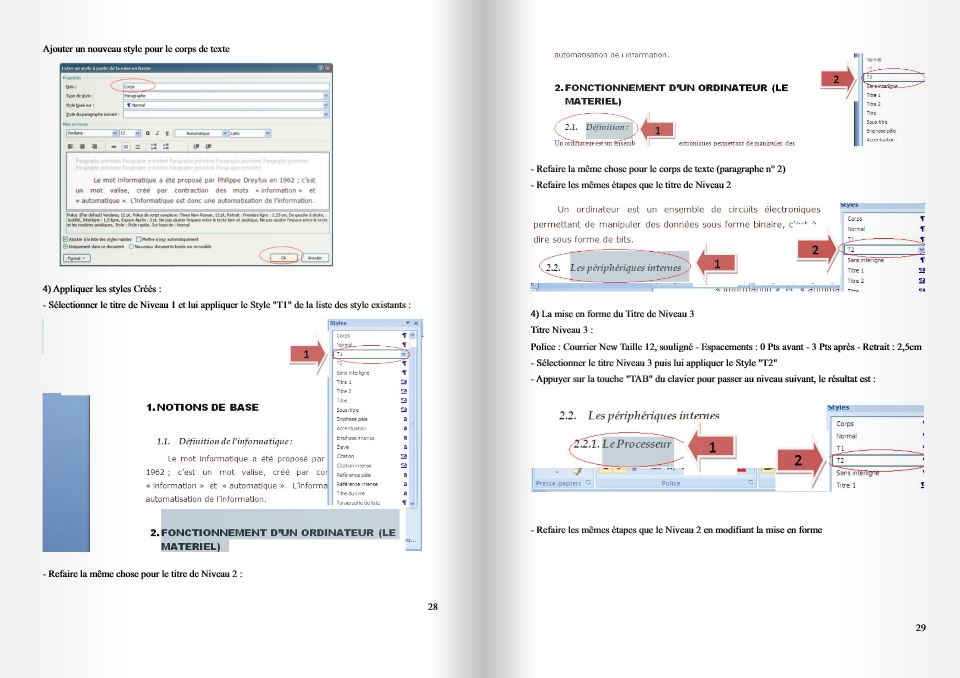 Ajouter un nouveau style pour le corps de texte
Créer un style à partir de la mise en forme
Propriétés
Nom : Corps
Type de style : Paragraphe
Style basé sur : ¶ Normal
Style du paragraphe suivant :
Mise en forme
Verdana 12 G I S Automatique Latin
Paragraphe précédent Paragraphe précédent Paragraphe précédent Paragraphe précédent Paragraphe précédent
Paragraphe précédent Paragraphe précédent Paragraphe précédent Paragraphe précédent
Le mot informatique a été proposé par Philippe Dreyfus en 1962 ; c'est
un mot valise, créé par contraction des mots « information » et
« automatique ». L'informatique est donc une automatisation de l'information.
Police :(Par défaut) Verdana, 12 pt, Police de script complexe :Times New Roman, 12 pt, Retrait : Première ligne : 1,25 cm, De gauche à droite,
Justifié, Interligne : 1,5 ligne, Espace Après : 3 pt, Ne pas ajuster l'espace entre le texte latin et asiatique, Ne pas ajuster l'espace entre le texte
et les nombres asiatiques, Style : Style rapide, Sur base de : Normal
Ajouter à la liste des styles rapides Mettre à jour automatiquement
Uniquement dans ce document Nouveaux documents basés sur ce modèle
Format OK Annuler
4) Appliquer les styles Créés :
- Sélectionner le titre de Niveau 1 et lui appliquer le Style "T1" de la liste des style existants :
Styles
Corps
Normal
1
T1
T2
Sans interligne
Titre 1
Titre 2
Titre
Sous-titre
Emphase pâle
Accentuation
Emphase intense
Élevé
Citation
Citation intense
Référence pâle
Référence intense
Titre du livre
Paragraphe de liste
1. NOTIONS DE BASE
1.1. Définition de l'informatique :
Le mot informatique a été proposé par
1962 ; c'est un mot valise, créé par cor
« information » et « automatique ». L'informa
automatisation de l'information.
2. FONCTIONNEMENT D'UN ORDINATEUR (LE
MATERIEL)
- Refaire la même chose pour le titre de Niveau 2 :
28
automatisation de l'information.
2. FONCTIONNEMENT D'UN ORDINATEUR (LE
MATERIEL)
2.1. Définition :
1
Un ordinateur est un ensemb ectroniques permettant de manipuler des
Normal
T1
2
T2
Sans interligne
Titre 1
Titre 2
Titre
Sous-titre
Emphase pâle
Accentuation
- Refaire la même chose pour le corps de texte (paragraphe n° 2)
- Refaire les mêmes étapes que le titre de Niveau 2
Un ordinateur est un ensemble de circuits électroniques
permettant de manipuler des données sous forme binaire, c'est à
dire sous forme de bits.
2.2. Les périphériques internes
1
« information » et « automa
Styles
Corps
Normal
T1
2
T2
Sans interligne
Titre 1
Titre 2
Titre
4) La mise en forme du Titre de Niveau 3
Titre Niveau 3 :
Police : Courrier New Taille 12, souligné - Espacements : 0 Pts avant - 3 Pts après - Retrait : 2,5cm
- Sélectionner le titre Niveau 3 puis lui appliquer le Style "T2"
- Appuyer sur la touche "TAB" du clavier pour passer au niveau suivant, le résultat est :
2.2. Les périphériques internes
2.2.1. Le Processeur
1
Presse-papiers Police
Styles
Corps
Normal
T1
2
T2
Sans interligne
Titre 1
- Refaire les mêmes étapes que le Niveau 2 en modifiant la mise en forme
29